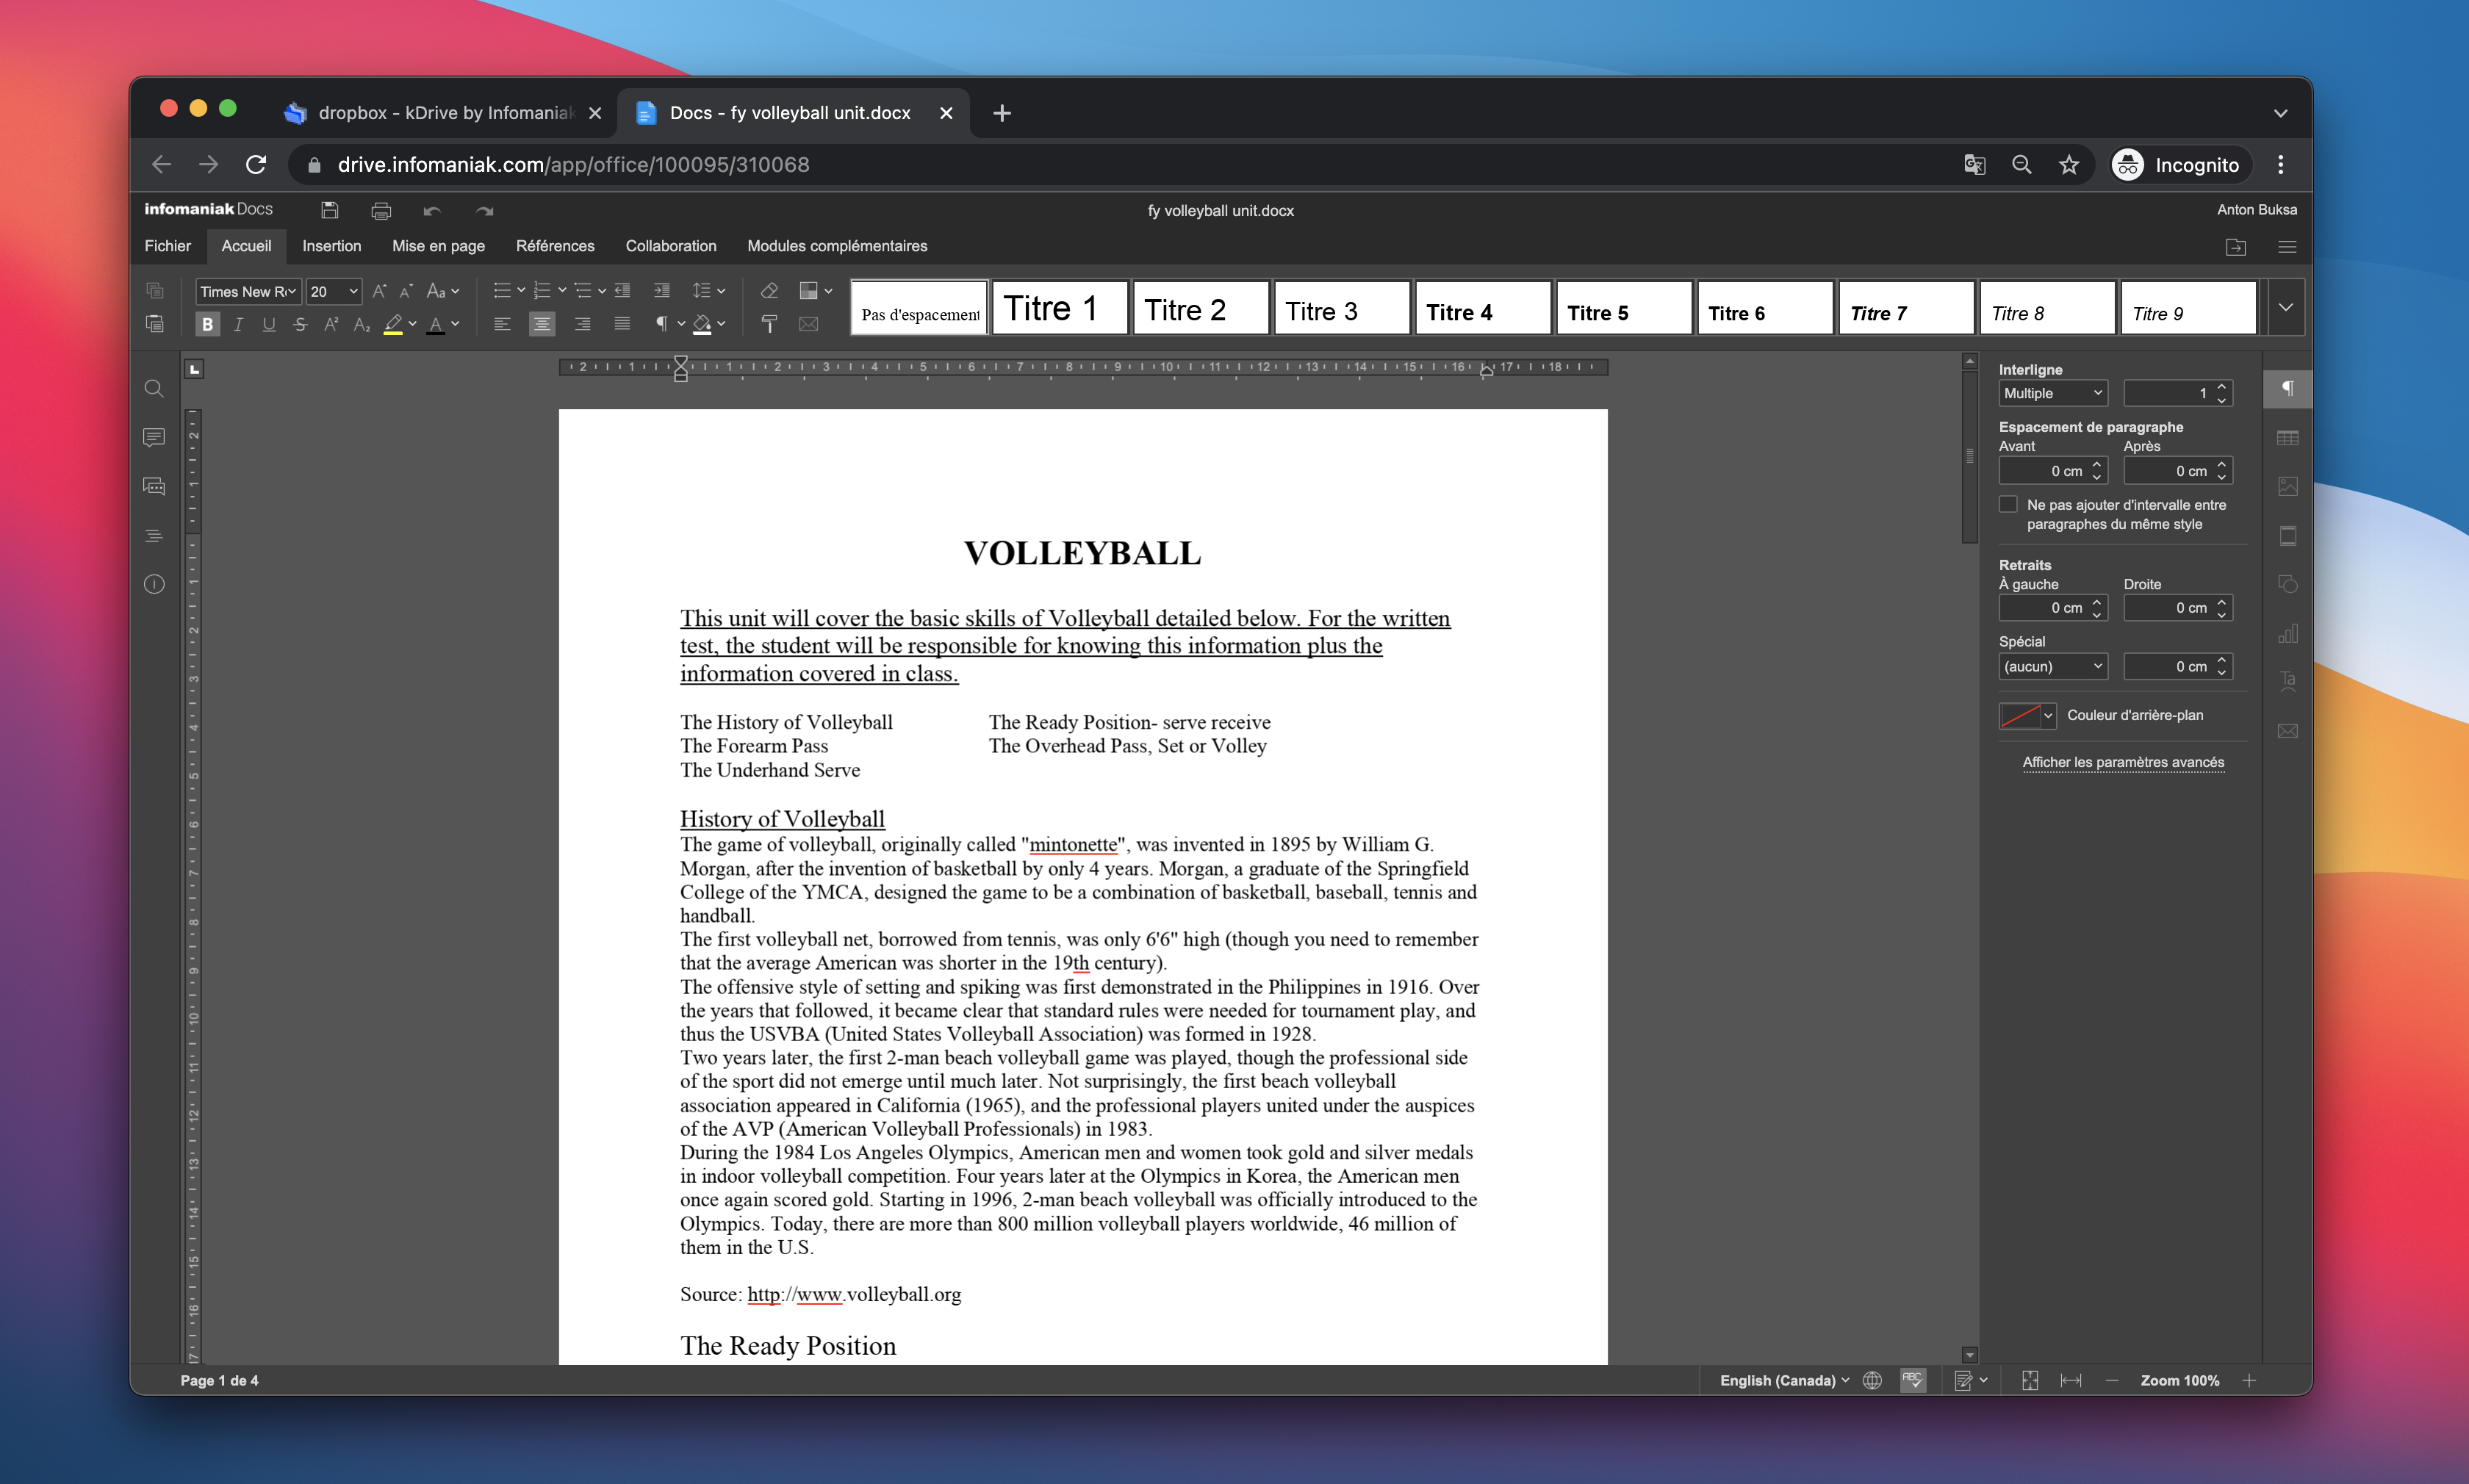 dropbox - kDrive by Infomaniak
Docs - fy volleyball unit.docx
drive.infomaniak.com/app/office/100095/310068
Incognito
infomaniak Docs
fy volleyball unit.docx
Anton Buksa
Fichier Accueil Insertion Mise en page Références Collaboration Modules complémentaires
Times New R 20
Pas d'espacement Titre 1 Titre 2 Titre 3 Titre 4 Titre 5 Titre 6 Titre 7 Titre 8 Titre 9
2 1 1 2 3 4 5 6 7 8 9 10 11 12 13 14 15 16 17 18
VOLLEYBALL
This unit will cover the basic skills of Volleyball detailed below. For the written
test, the student will be responsible for knowing this information plus the
information covered in class.
The History of Volleyball The Ready Position- serve receive
The Forearm Pass The Overhead Pass, Set or Volley
The Underhand Serve
History of Volleyball
The game of volleyball, originally called "mintonette", was invented in 1895 by William G.
Morgan, after the invention of basketball by only 4 years. Morgan, a graduate of the Springfield
College of the YMCA, designed the game to be a combination of basketball, baseball, tennis and
handball.
The first volleyball net, borrowed from tennis, was only 6'6" high (though you need to remember
that the average American was shorter in the 19th century).
The offensive style of setting and spiking was first demonstrated in the Philippines in 1916. Over
the years that followed, it became clear that standard rules were needed for tournament play, and
thus the USVBA (United States Volleyball Association) was formed in 1928.
Two years later, the first 2-man beach volleyball game was played, though the professional side
of the sport did not emerge until much later. Not surprisingly, the first beach volleyball
association appeared in California (1965), and the professional players united under the auspices
of the AVP (American Volleyball Professionals) in 1983.
During the 1984 Los Angeles Olympics, American men and women took gold and silver medals
in indoor volleyball competition. Four years later at the Olympics in Korea, the American men
once again scored gold. Starting in 1996, 2-man beach volleyball was officially introduced to the
Olympics. Today, there are more than 800 million volleyball players worldwide, 46 million of
them in the U.S.
Source: http://www.volleyball.org
The Ready Position
Interligne
Multiple 1
Espacement de paragraphe
Avant Après
0 cm 0 cm
Ne pas ajouter d'intervalle entre
paragraphes du même style
Retraits
À gauche Droite
0 cm 0 cm
Spécial
(aucun) 0 cm
Couleur d'arrière-plan
Afficher les paramètres avancés
Page 1 de 4
English (Canada)
Zoom 100%